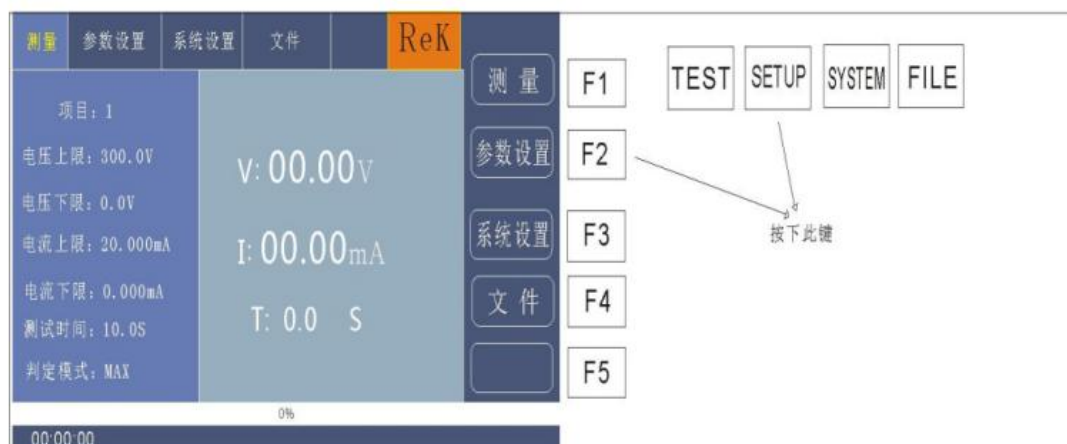 测量 参数设置 系统设置 文件 ReK
项目：1
电压上限：300.0V
电压下限：0.0V
电流上限：20.000mA
电流下限：0.000mA
测试时间：10.0S
判定模式：MAX
V: 00.00V
I: 00.00mA
T: 0.0 S
测 量 F1
参数设置 F2
系统设置 F3
文 件 F4
F5
TEST SETUP SYSTEM FILE
按下此键
0%
00:00:00